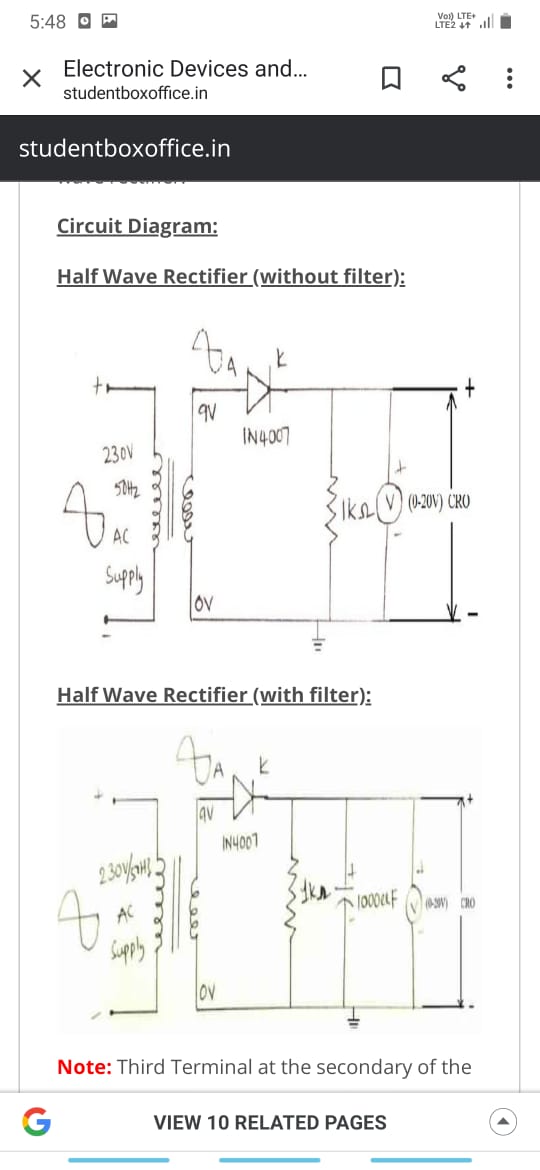 5:48
Vo)) LTE+
LTE2
Electronic Devices and...
studentboxoffice.in
studentboxoffice.in
Circuit Diagram:
Half Wave Rectifier (without filter):
A K
+ +
9V
IN4007
230V
50Hz
+
1kΩ V (0-20V) CRO
AC
-
Supply
0V
- -
Half Wave Rectifier (with filter):
A K
+ +
9V
IN4007
230V/50HZ
+ +
1kΩ 1000uF V (0-20V) CRO
AC
Supply
0V
- -
Note: Third Terminal at the secondary of the
G VIEW 10 RELATED PAGES